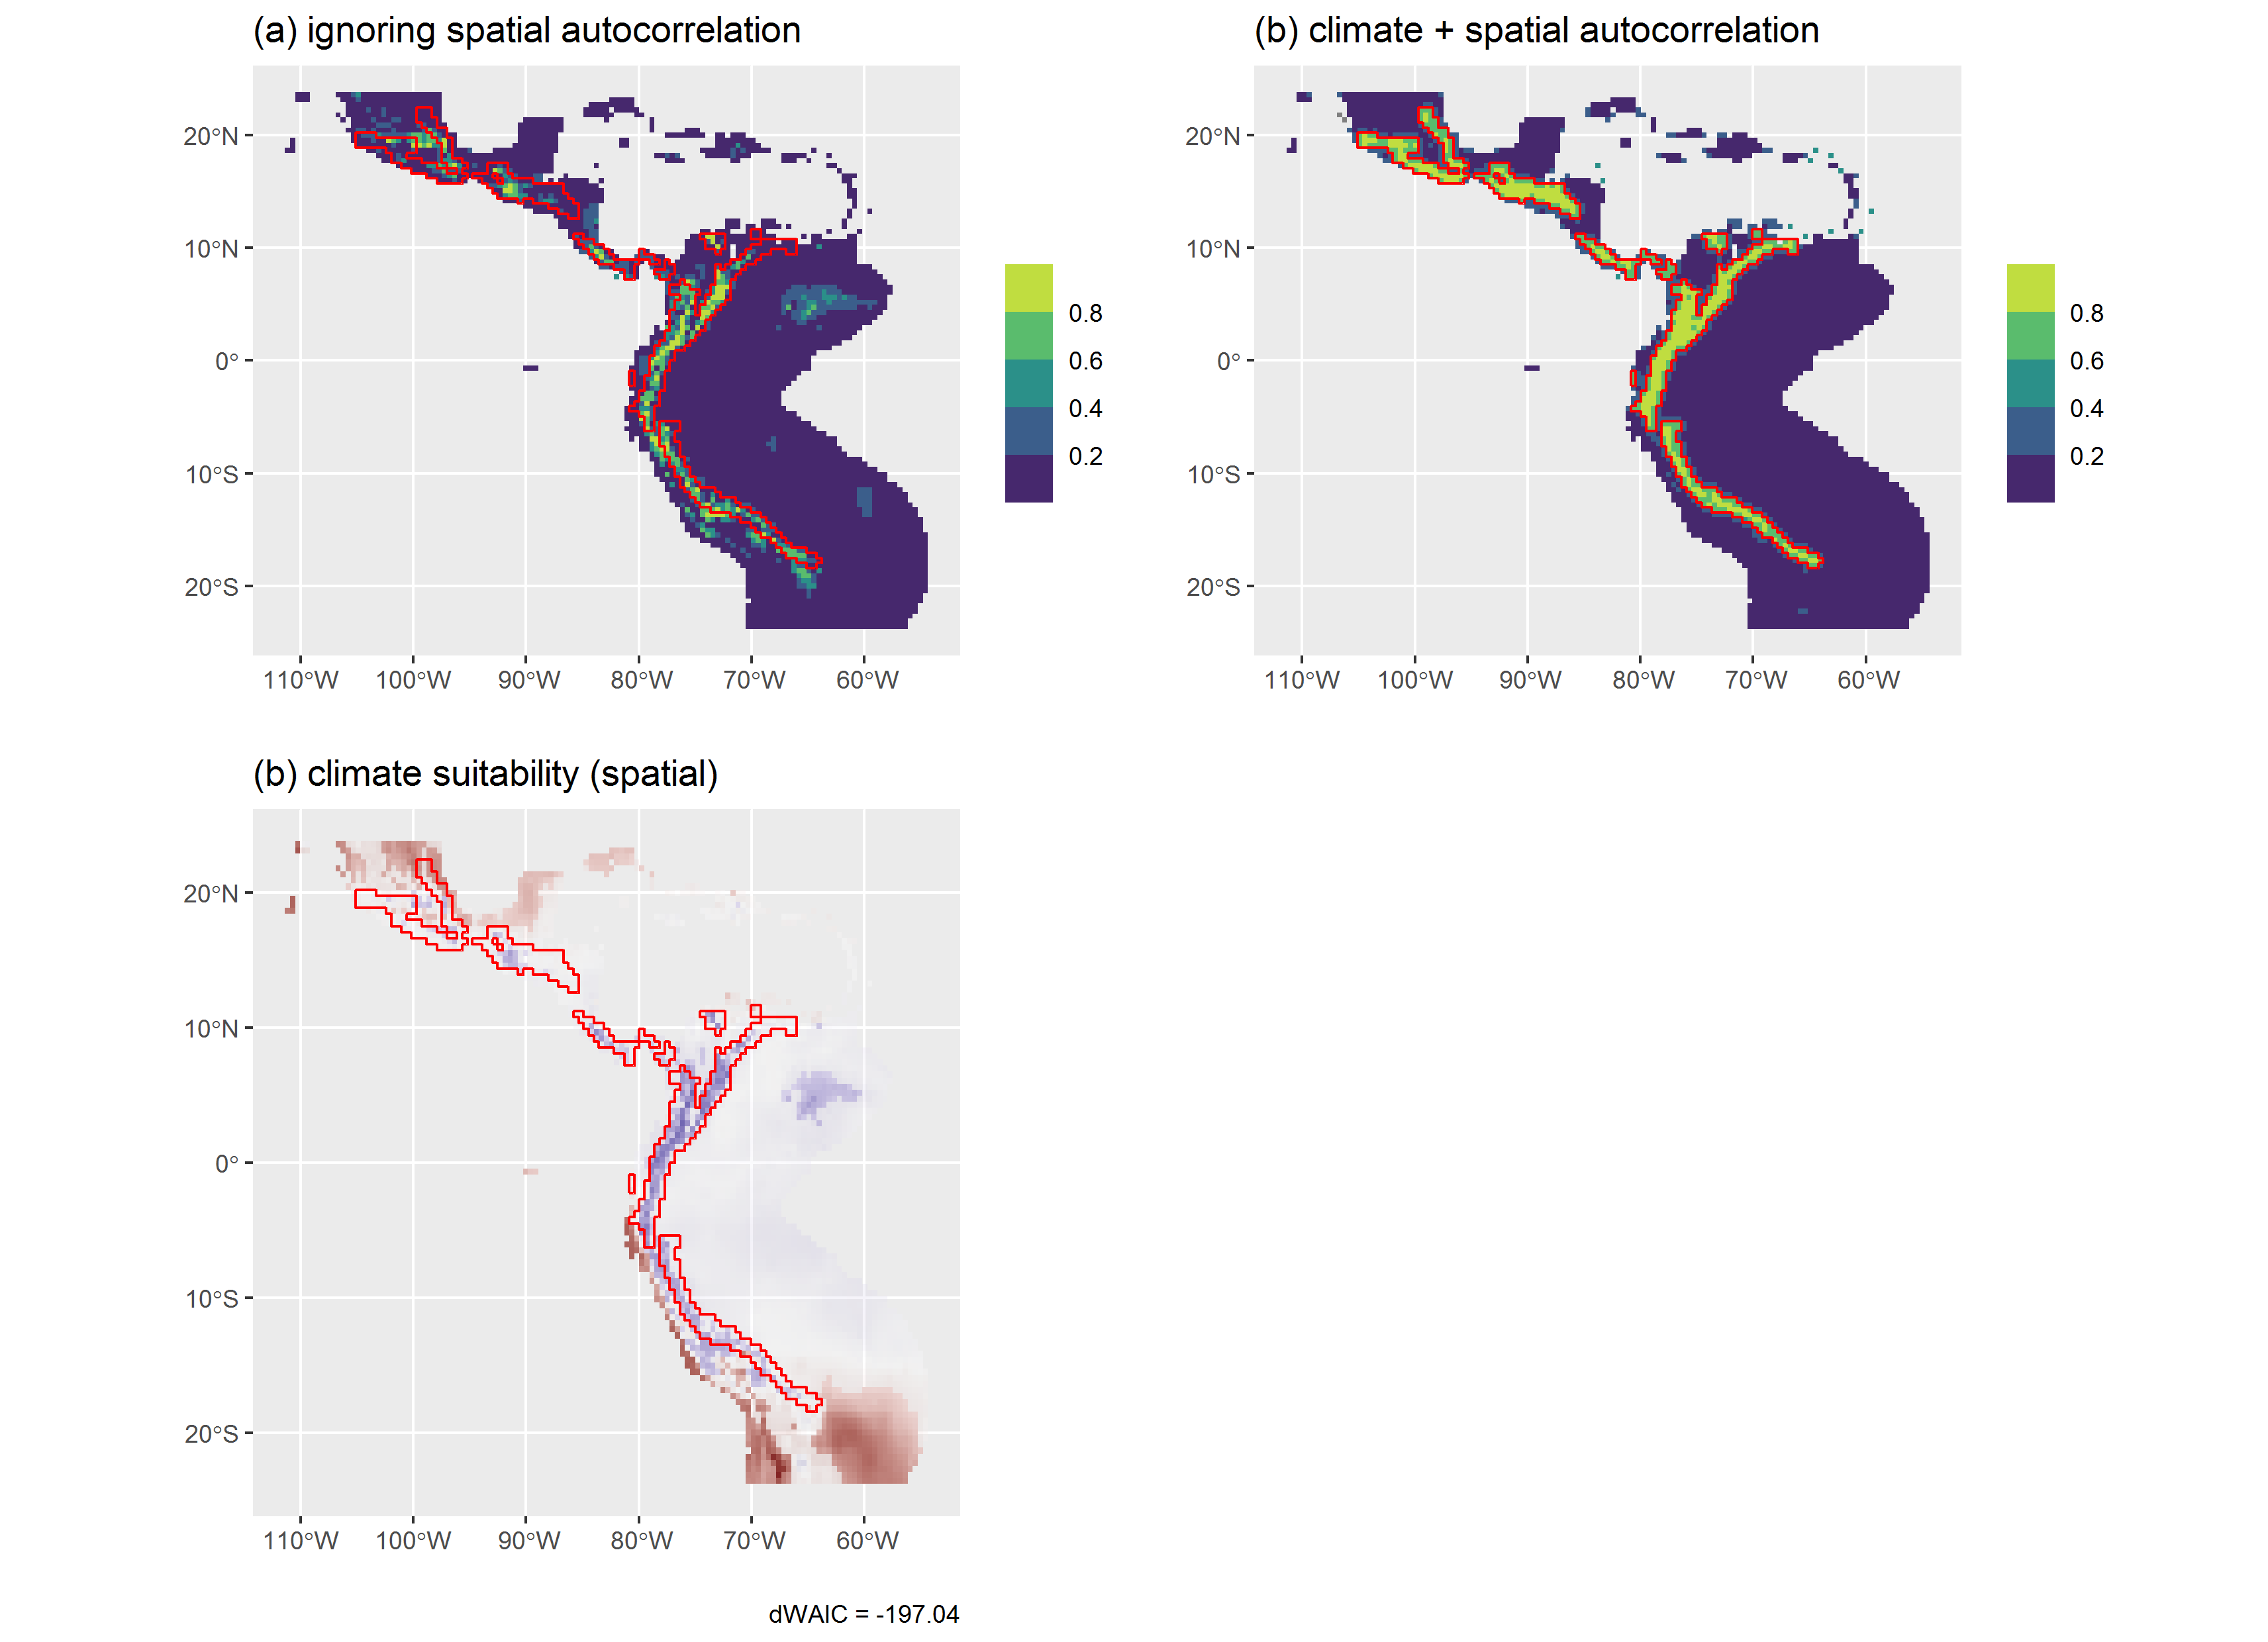 (a) ignoring spatial autocorrelation
20°N
10°N
0°
10°S
20°S
110°W 100°W 90°W 80°W 70°W 60°W
0.8
0.6
0.4
0.2
(b) climate + spatial autocorrelation
20°N
10°N
0°
10°S
20°S
110°W 100°W 90°W 80°W 70°W 60°W
0.8
0.6
0.4
0.2
(b) climate suitability (spatial)
20°N
10°N
0°
10°S
20°S
110°W 100°W 90°W 80°W 70°W 60°W
dWAIC = -197.04